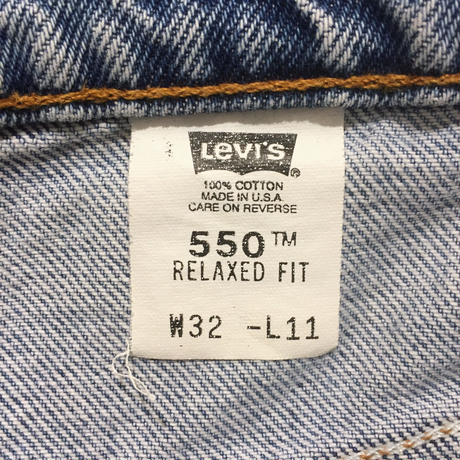 LEVI'S ®
100% COTTON
MADE IN U.S.A.
CARE ON REVERSE
550™
RELAXED FIT
W32 -L11